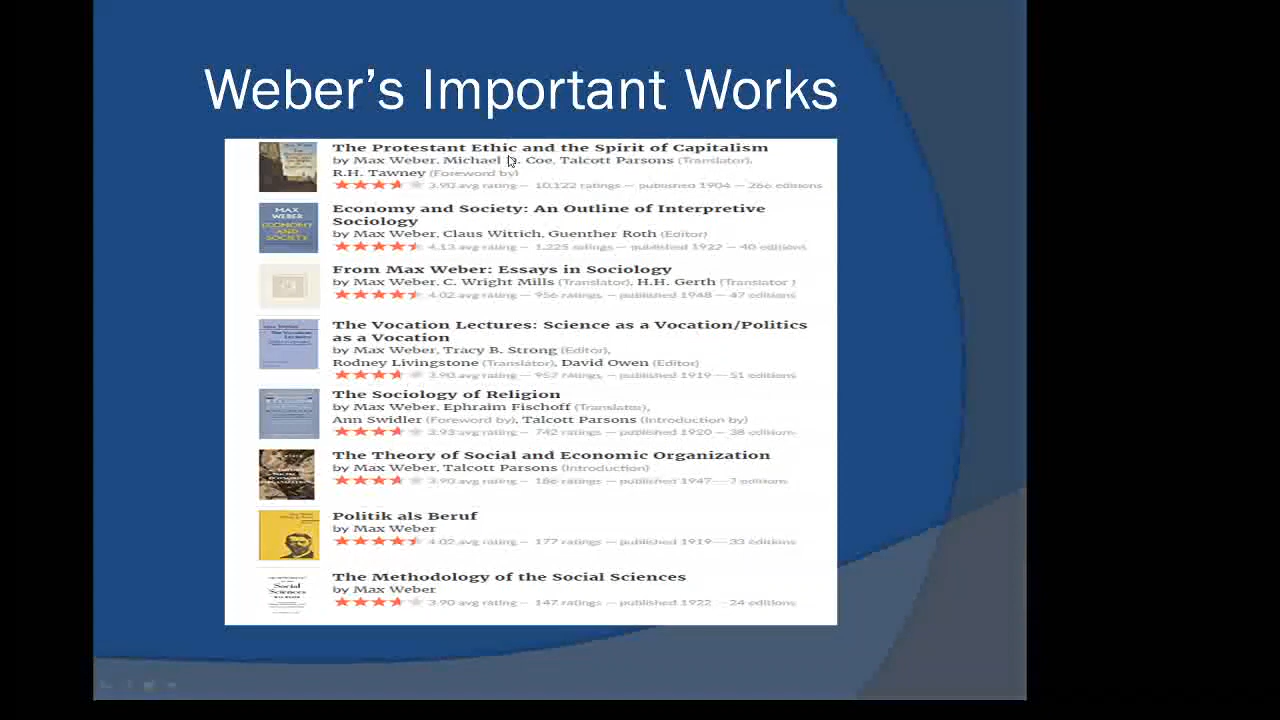 Weber's Important Works
The Protestant Ethic and the Spirit of Capitalism
by Max Weber, Michael D. Coe, Talcott Parsons (Translator),
R.H. Tawney (Foreword by)
3.90 avg rating — 10,122 ratings — published 1904 — 266 editions
MAX
WEBER
ECONOMY
AND
SOCIETY
Economy and Society: An Outline of Interpretive
Sociology
by Max Weber, Claus Wittich, Guenther Roth (Editor)
4.13 avg rating — 1,225 ratings — published 1922 — 40 editions
From Max Weber: Essays in Sociology
by Max Weber, C. Wright Mills (Translator), H.H. Gerth (Translator )
4.02 avg rating — 956 ratings — published 1948 — 47 editions
The Vocation Lectures: Science as a Vocation/Politics
as a Vocation
by Max Weber, Tracy B. Strong (Editor),
Rodney Livingstone (Translator), David Owen (Editor)
3.90 avg rating — 957 ratings — published 1919 — 51 editions
The Sociology of Religion
by Max Weber, Ephraim Fischoff (Translator),
Ann Swidler (Foreword by), Talcott Parsons (Introduction by)
3.93 avg rating — 742 ratings — published 1920 — 38 editions
The Theory of Social and Economic Organization
by Max Weber, Talcott Parsons (Introduction)
3.90 avg rating — 186 ratings — published 1947 — 7 editions
Politik als Beruf
by Max Weber
4.02 avg rating — 177 ratings — published 1919 — 33 editions
Social
Sciences
The Methodology of the Social Sciences
by Max Weber
3.90 avg rating — 147 ratings — published 1922 — 24 editions